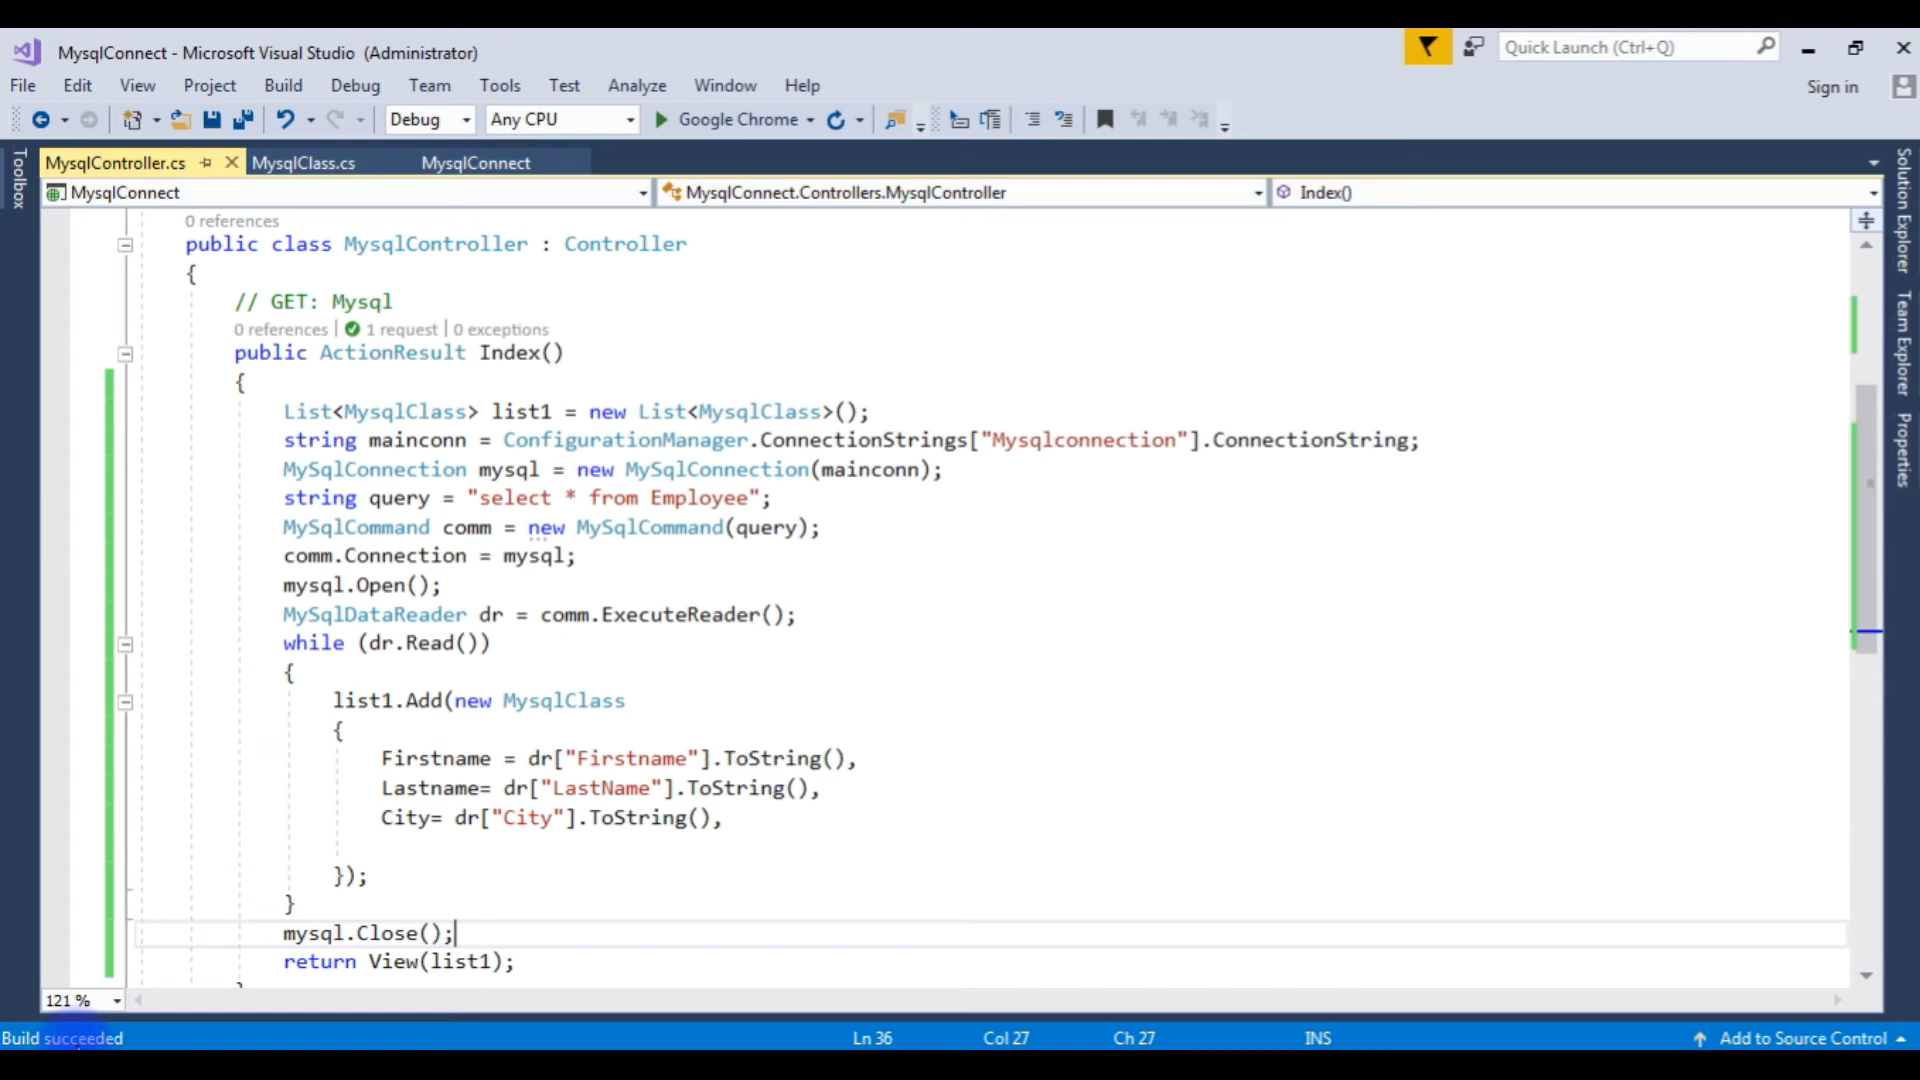 MysqlConnect - Microsoft Visual Studio (Administrator)
Quick Launch (Ctrl+Q)
File Edit View Project Build Debug Team Tools Test Analyze Window Help
Sign in
Debug Any CPU Google Chrome
MysqlController.cs MysqlClass.cs MysqlConnect
MysqlConnect MysqlConnect.Controllers.MysqlController Index()
Toolbox
Solution Explorer
Team Explorer
Properties
0 references
public class MysqlController : Controller
{
// GET: Mysql
0 references | 1 request | 0 exceptions
public ActionResult Index()
{
List<MysqlClass> list1 = new List<MysqlClass>();
string mainconn = ConfigurationManager.ConnectionStrings["Mysqlconnection"].ConnectionString;
MySqlConnection mysql = new MySqlConnection(mainconn);
string query = "select * from Employee";
MySqlCommand comm = new MySqlCommand(query);
comm.Connection = mysql;
mysql.Open();
MySqlDataReader dr = comm.ExecuteReader();
while (dr.Read())
{
list1.Add(new MysqlClass
{
Firstname = dr["Firstname"].ToString(),
Lastname= dr["LastName"].ToString(),
City= dr["City"].ToString(),
});
}
mysql.Close();
return View(list1);
121 %
Build succeeded Ln 36 Col 27 Ch 27 INS Add to Source Control